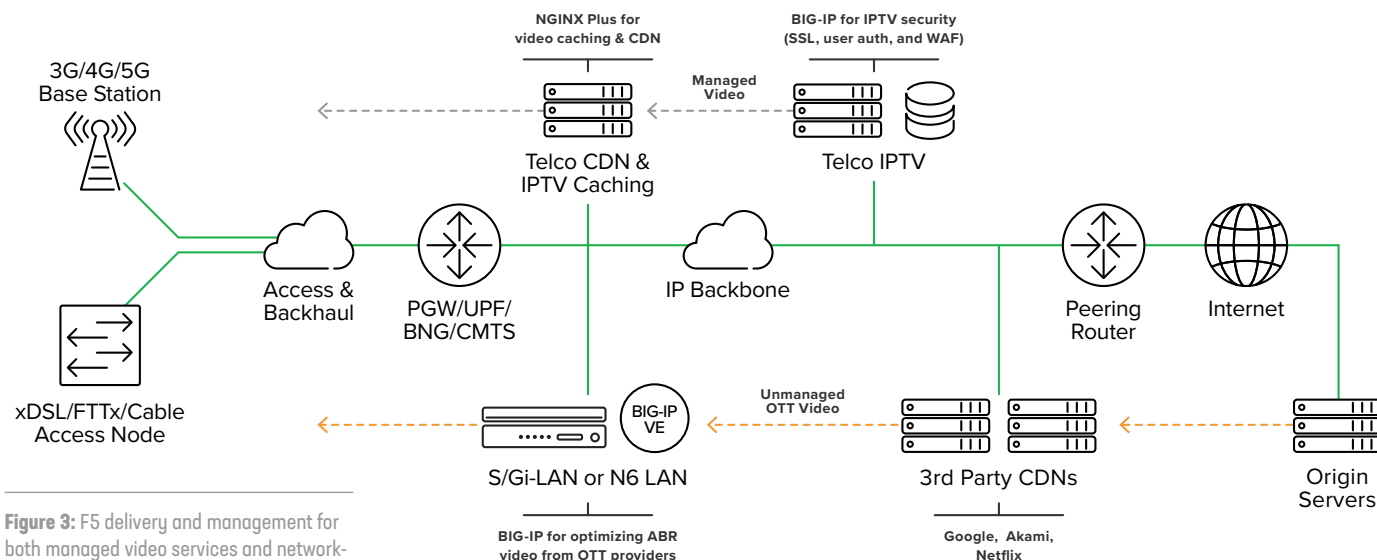 NGINX Plus for
video caching & CDN
BIG-IP for IPTV security
(SSL, user auth, and WAF)
3G/4G/5G
Base Station
Managed
Video
Telco CDN &
IPTV Caching
Telco IPTV
Access &
Backhaul
PGW/UPF/
BNG/CMTS
IP Backbone
Peering
Router
Internet
xDSL/FTTx/Cable
Access Node
BIG-IP
VE
Unmanaged
OTT Video
S/Gi-LAN or N6 LAN
3rd Party CDNs
Origin
Servers
BIG-IP for optimizing ABR
video from OTT providers
Google, Akami,
Netflix
Figure 3: F5 delivery and management for
both managed video services and network-